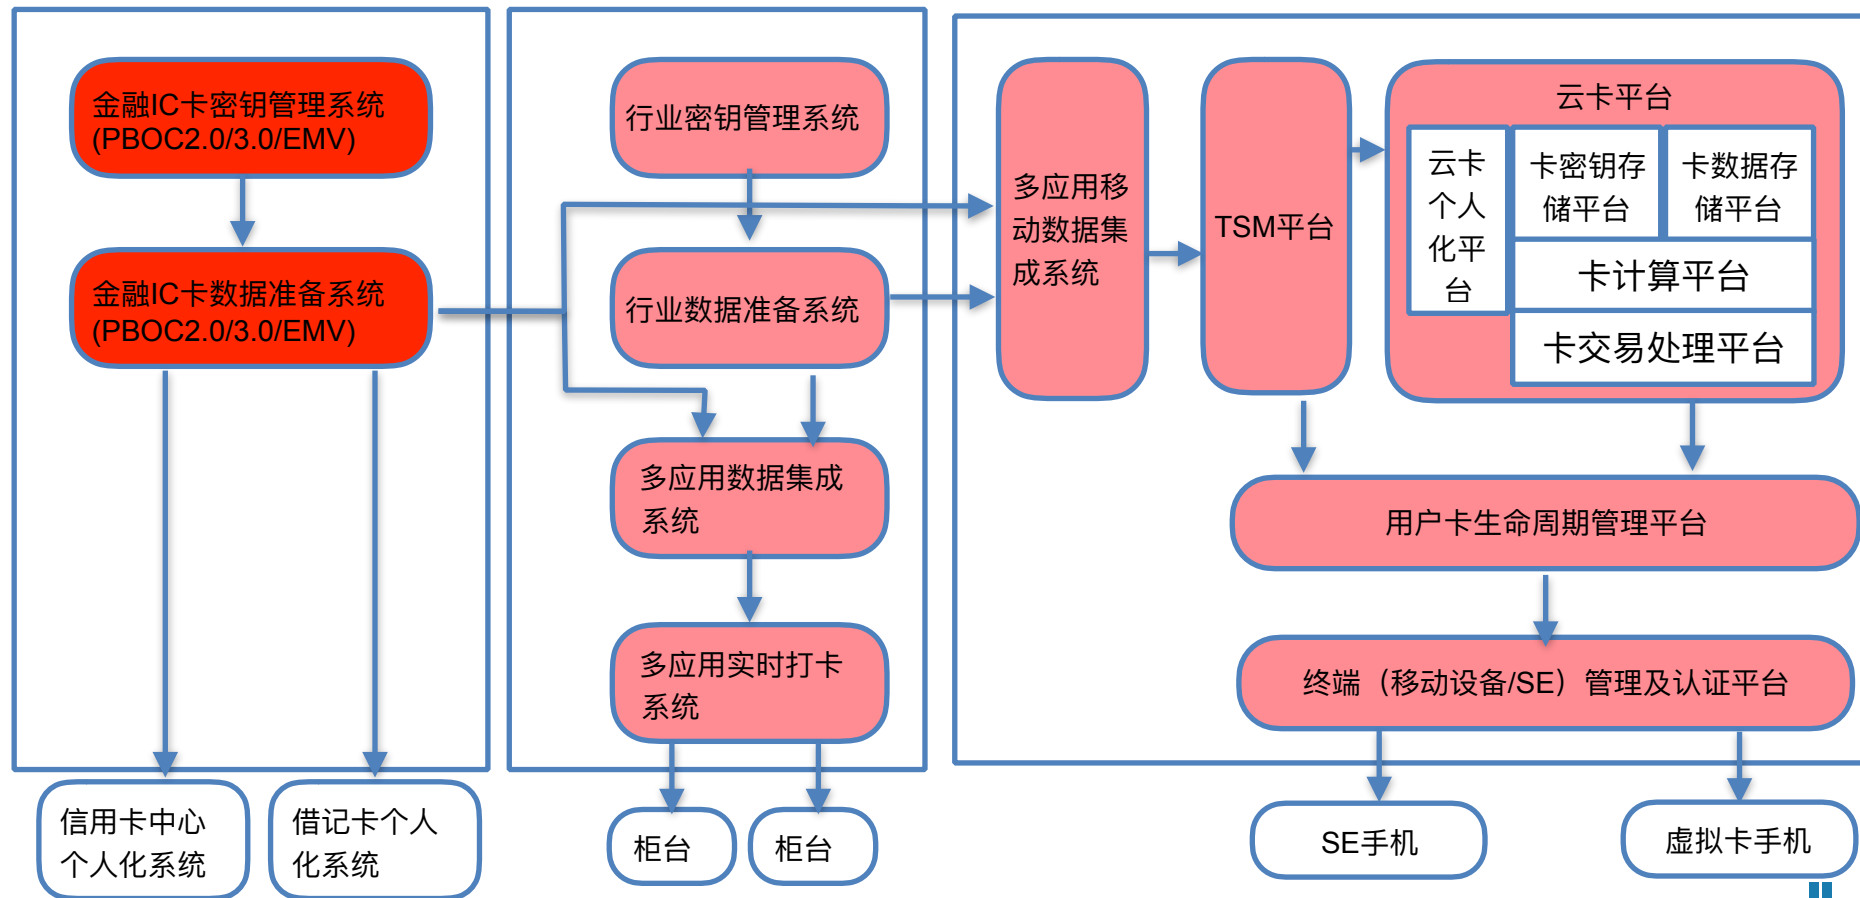 金融IC卡密钥管理系统
(PBOC2.0/3.0/EMV)
金融IC卡数据准备系统
(PBOC2.0/3.0/EMV)
信用卡中心
个人化系统
借记卡个人
化系统
行业密钥管理系统
行业数据准备系统
多应用数据集成
系统
多应用实时打卡
系统
柜台
柜台
多应用移
动数据集
成系统
TSM平台
云卡平台
云卡
个人
化平
台
卡密钥存
储平台
卡数据存
储平台
卡计算平台
卡交易处理平台
用户卡生命周期管理平台
终端（移动设备/SE）管理及认证平台
SE手机
虚拟卡手机